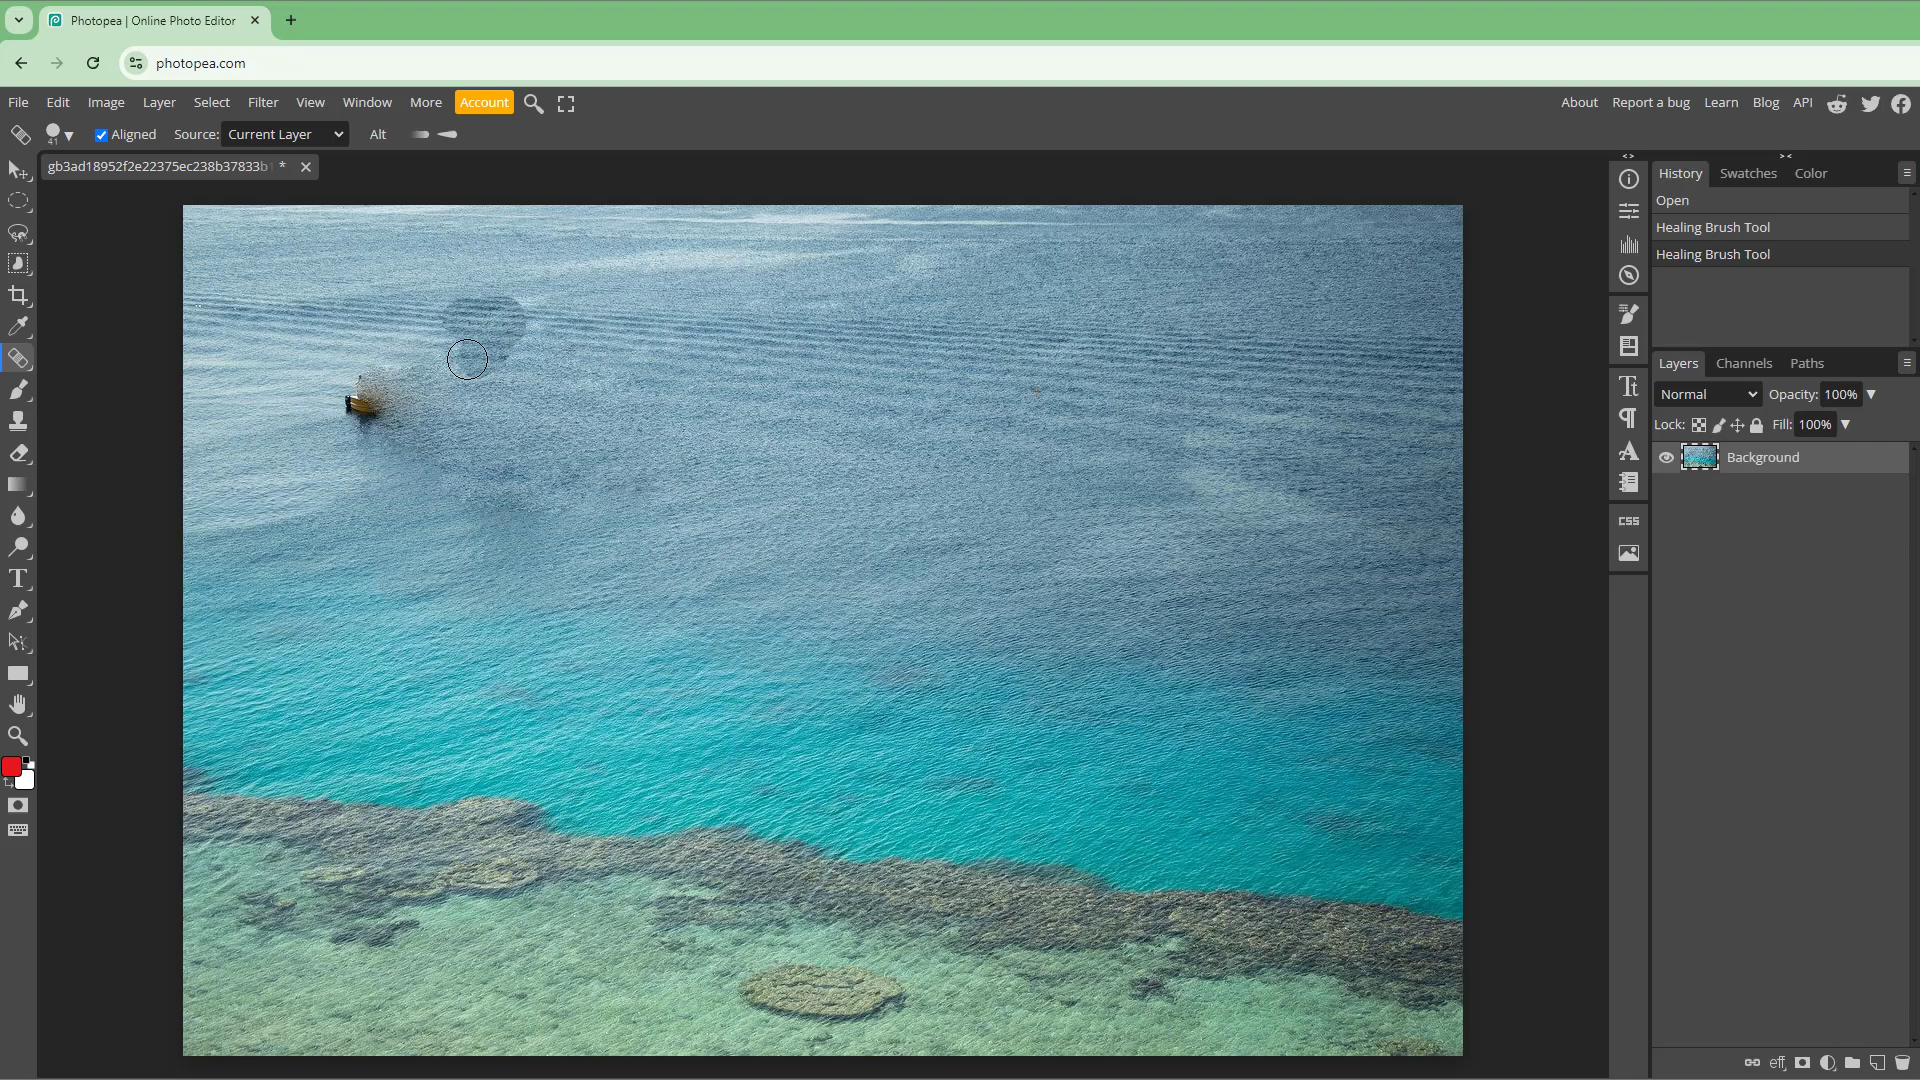 Photopea | Online Photo Editor
photopea.com
File Edit Image Layer Select Filter View Window More Account About Report a bug Learn Blog API
41 Aligned Source: Current Layer Alt
gb3ad18952f2e22375ec238b37833b1 *
History Swatches Color
Open
Healing Brush Tool
Healing Brush Tool
Layers Channels Paths
Normal Opacity: 100%
Lock: Fill: 100%
Background
CSS
eff